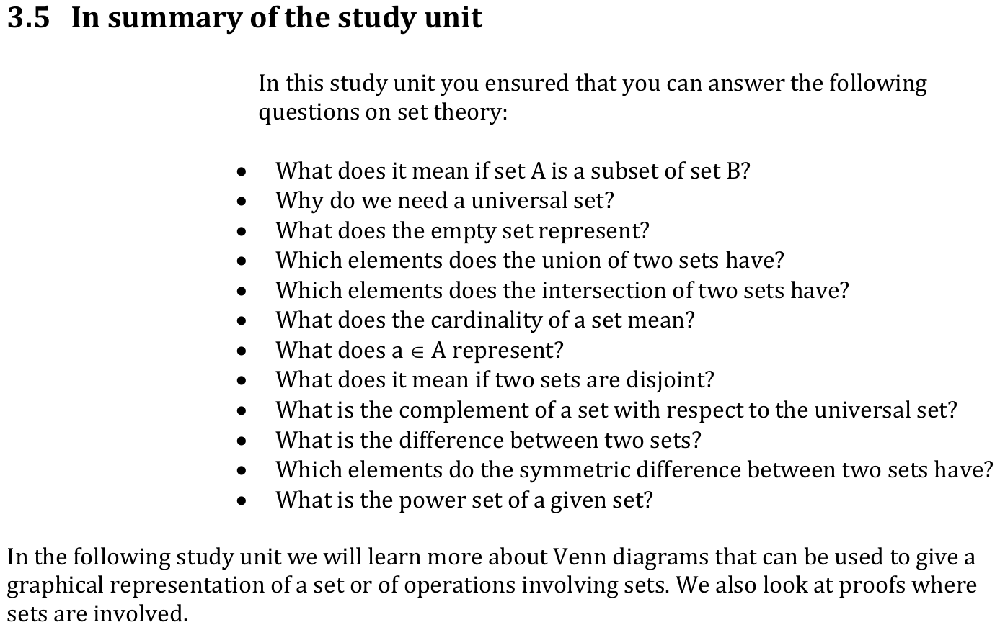 3.5 In summary of the study unit
In this study unit you ensured that you can answer the following
questions on set theory:
• What does it mean if set A is a subset of set B?
• Why do we need a universal set?
• What does the empty set represent?
• Which elements does the union of two sets have?
• Which elements does the intersection of two sets have?
• What does the cardinality of a set mean?
• What does a ∈ A represent?
• What does it mean if two sets are disjoint?
• What is the complement of a set with respect to the universal set?
• What is the difference between two sets?
• Which elements do the symmetric difference between two sets have?
• What is the power set of a given set?
In the following study unit we will learn more about Venn diagrams that can be used to give a
graphical representation of a set or of operations involving sets. We also look at proofs where
sets are involved.